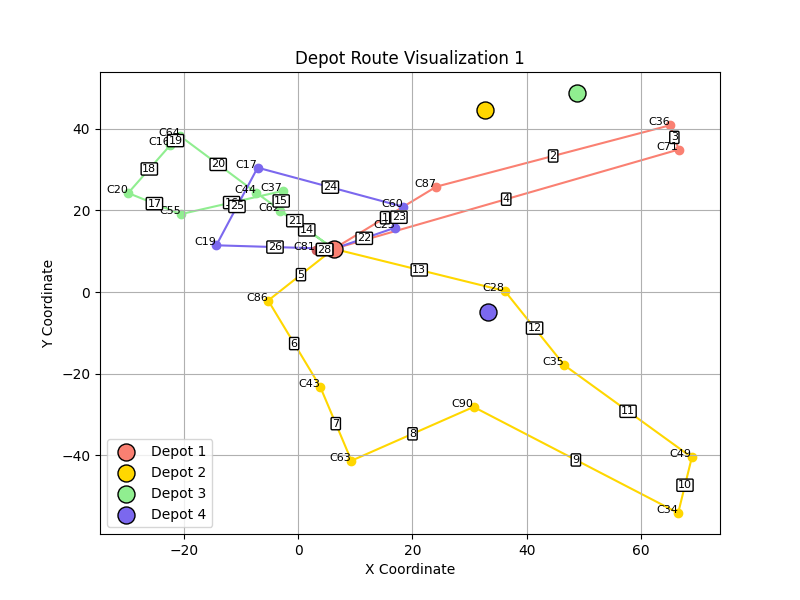 Depot Route Visualization 1
C36
3
C71
2
C64
C16
19
20
18
C17
24
C87
C20
C44
C37
15
17
21
4
C60
C55
C62
1
23
21
C25
14
22
C19
26
C81
28
13
5
C86
C28
12
6
C35
C43
C90
11
7
8
C63
9
C49
10
C34
40
20
0
−20
−40
Y Coordinate
−20
0
20
40
60
X Coordinate
Depot 1
Depot 2
Depot 3
Depot 4